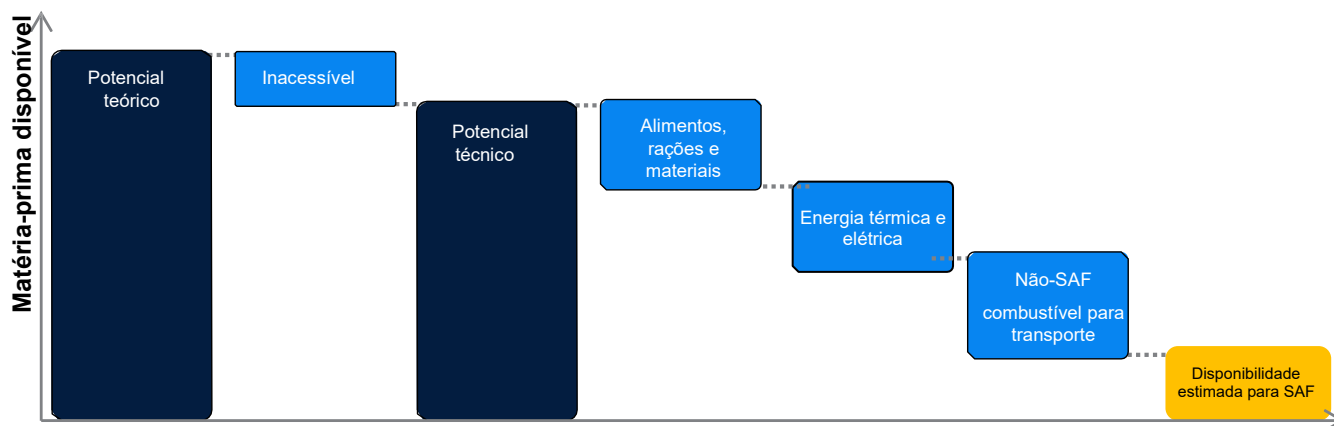 Matéria-prima disponível
Potencial
teórico
Inacessível
Potencial
técnico
Alimentos,
rações e
materiais
Energia térmica e
elétrica
Não-SAF
combustível para
transporte
Disponibilidade
estimada para SAF